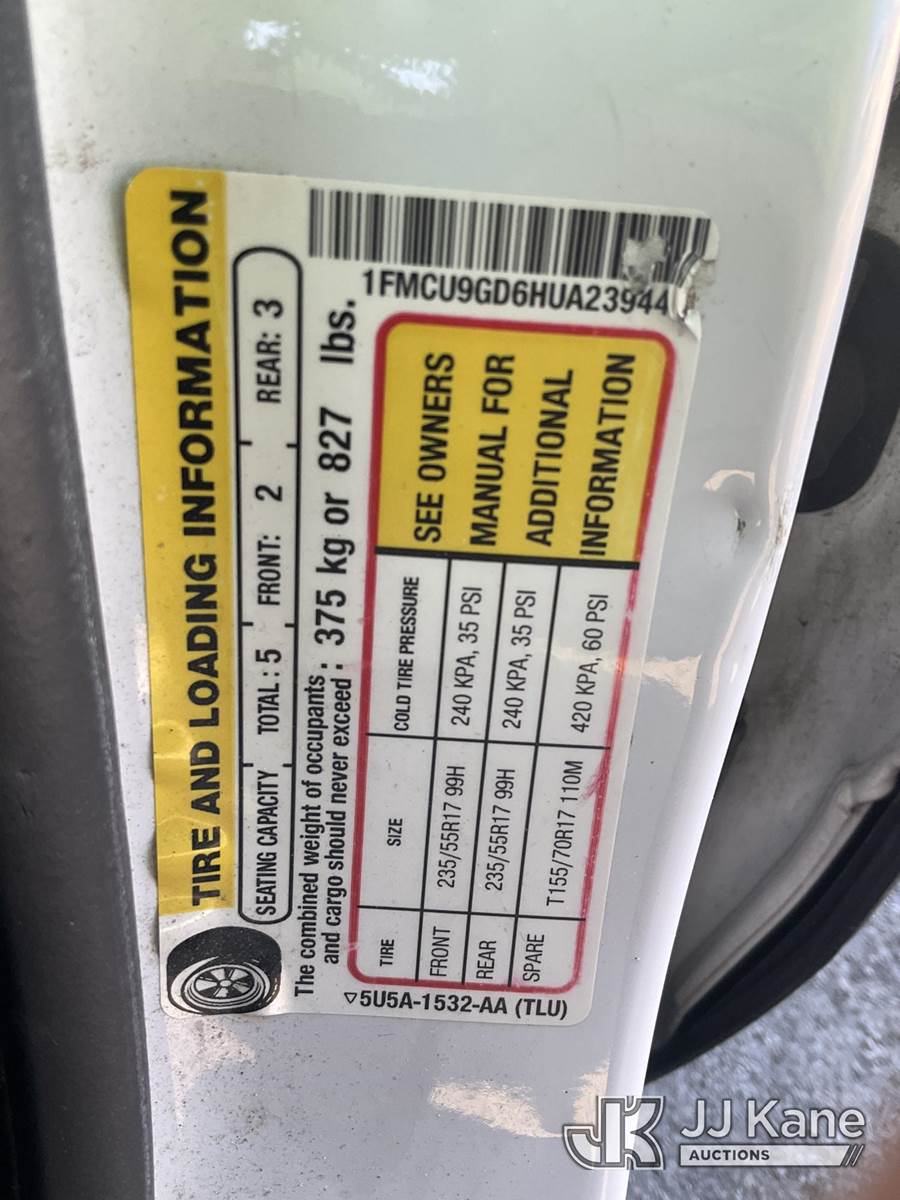 TIRE AND LOADING INFORMATION
SEATING CAPACITY TOTAL : 5 FRONT: 2 REAR: 3
The combined weight of occupants
and cargo should never exceed : 375 kg or 827 lbs.
1FMCU9GD6HUA23944
TIRE SIZE COLD TIRE PRESSURE
FRONT 235/55R17 99H 240 KPA, 35 PSI
REAR 235/55R17 99H 240 KPA, 35 PSI
SPARE T155/70R17 110M 420 KPA, 60 PSI
SEE OWNERS
MANUAL FOR
ADDITIONAL
INFORMATION
▽5U5A-1532-AA (TLU)
JK JJ Kane
AUCTIONS